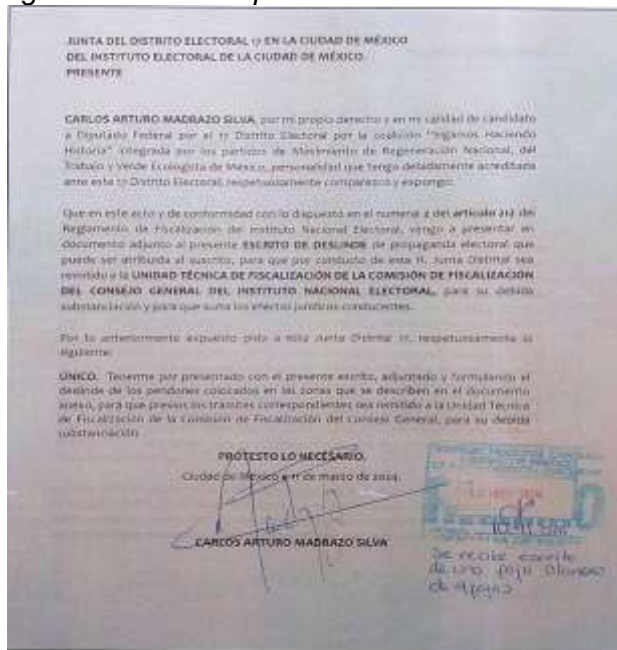 JUNTA DEL DISTRITO ELECTORAL 17 EN LA CIUDAD DE MÉXICO
DEL INSTITUTO ELECTORAL DE LA CIUDAD DE MÉXICO
PRESENTE
CARLOS ARTURO MADRAZO SILVA, por mi propio derecho y en mi calidad de candidato
a Diputado Federal por el 17 Distrito Electoral por la coalición "Sigamos Haciendo
Historia" integrada por los partidos de Movimiento de Regeneración Nacional, del
Trabajo y Verde Ecologista de México, personalidad que tengo debidamente acreditada
ante este 17 Distrito Electoral, respetuosamente comparezco y expongo:
Que en este acto y de conformidad con lo dispuesto en el numeral 2 del artículo 212 del
Reglamento de Fiscalización del Instituto Nacional Electoral, vengo a presentar en
documento adjunto al presente ESCRITO DE DESLINDE de propaganda electoral que
puede ser atribuida al suscrito, para que por conducto de esta H. Junta Distrital sea
remitido a la UNIDAD TÉCNICA DE FISCALIZACIÓN DE LA COMISIÓN DE FISCALIZACIÓN
DEL CONSEJO GENERAL DEL INSTITUTO NACIONAL ELECTORAL, para su debida
substanciación y para que surta los efectos jurídicos conducentes.
Por lo anteriormente expuesto pido a esta Junta Distrital 17, respetuosamente lo
siguiente:
ÚNICO. Tenerme por presentado con el presente escrito, adjuntado y formulando el
deslinde de los pendones colocados en las zonas que se describen en el documento
anexo, para que previos los trámites correspondientes sea remitido a la Unidad Técnica
de Fiscalización de la Comisión de Fiscalización del Consejo General, para su debida
substanciación
PROTESTO LO NECESARIO.
Ciudad de México a 11 de marzo de 2024.
CARLOS ARTURO MADRAZO SILVA
Se recibe escrito
de una foja
de 4 fojas